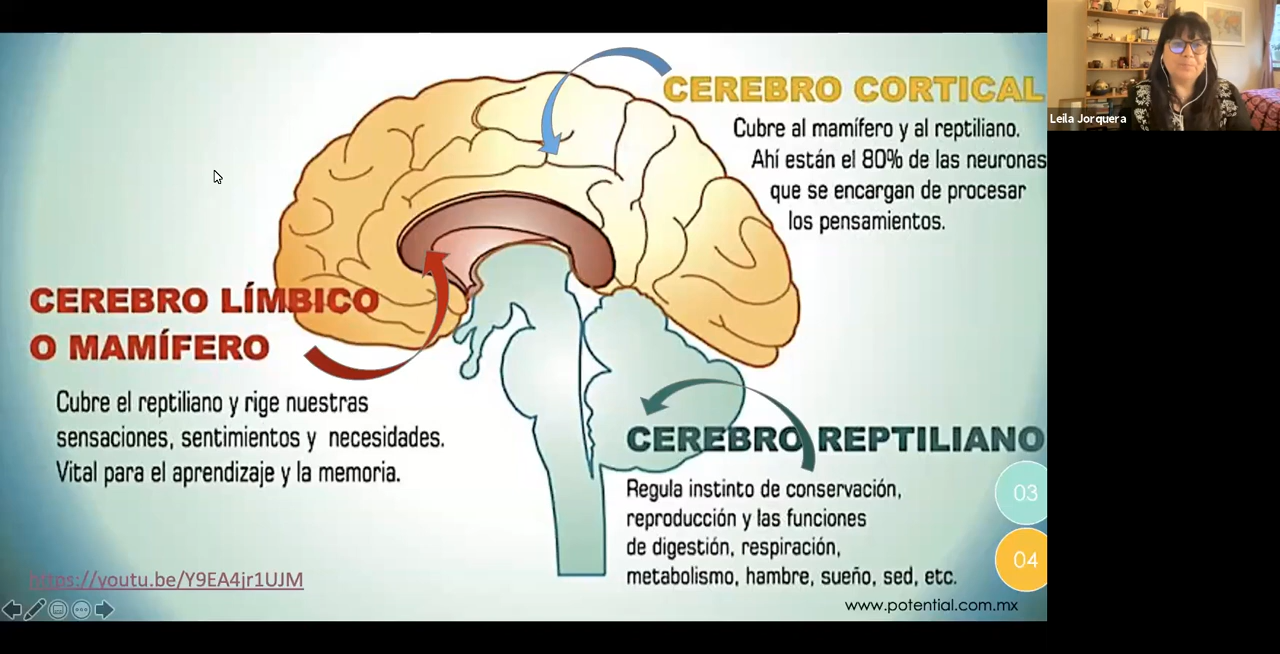 CEREBRO CORTICAL
Cubre al mamífero y al reptiliano.
Ahí están el 80% de las neuronas
que se encargan de procesar
los pensamientos.
Leila Jorquera
CEREBRO LÍMBICO
O MAMÍFERO
Cubre el reptiliano y rige nuestras
sensaciones, sentimientos y necesidades.
Vital para el aprendizaje y la memoria.
CEREBRO REPTILIANO
Regula instinto de conservación,
reproducción y las funciones
de digestión, respiración,
metabolismo, hambre, sueño, sed, etc.
03
04
https://youtu.be/Y9EA4jr1UJM
www.potential.com.mx